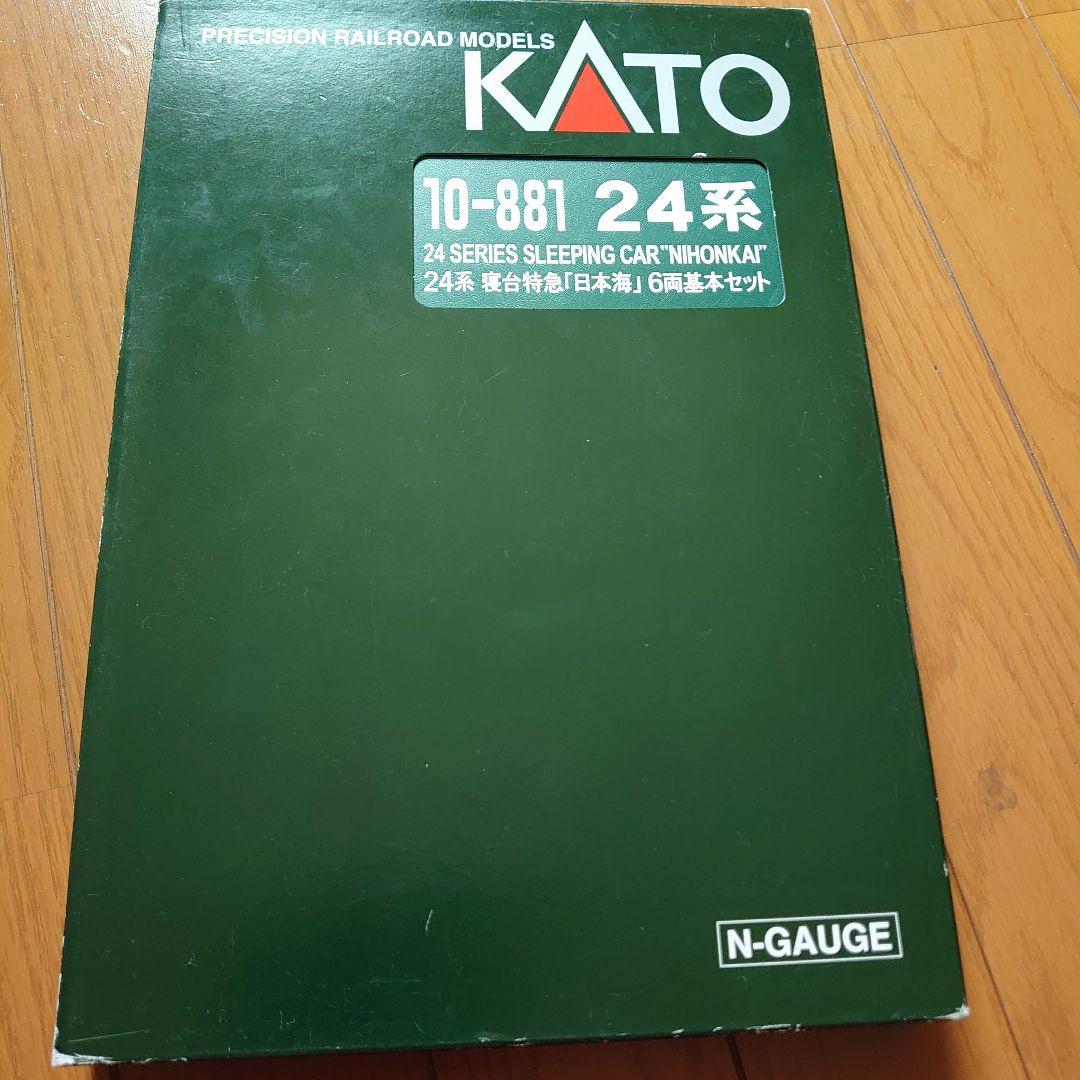 PRECISION RAILROAD MODELS
KATO
10-881 24系
24 SERIES SLEEPING CAR"NIHONKAI"
24系 寝台特急「日本海」 6両基本セット
N-GAUGE